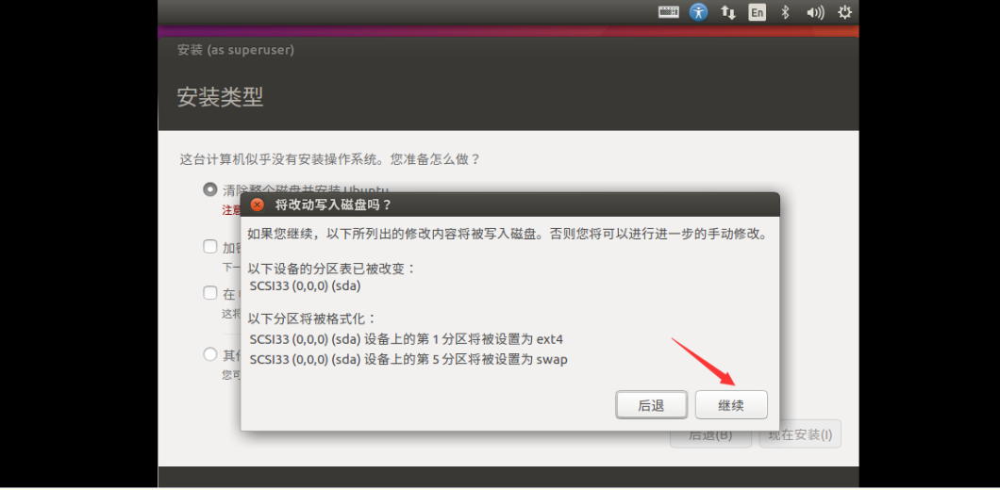 En
安装 (as superuser)
安装类型
这台计算机似乎没有安装操作系统。您准备怎么做？
清除整个磁盘并安装 Ubuntu
注意
将改动写入磁盘吗？
加密
下一
在
这将
其他
您可
如果您继续，以下所列出的修改内容将被写入磁盘。否则您将可以进行进一步的手动修改。
以下设备的分区表已被改变：
SCSI33 (0,0,0) (sda)
以下分区将被格式化：
SCSI33 (0,0,0) (sda) 设备上的第 1 分区将被设置为 ext4
SCSI33 (0,0,0) (sda) 设备上的第 5 分区将被设置为 swap
后退
继续
后退(B)
现在安装(I)